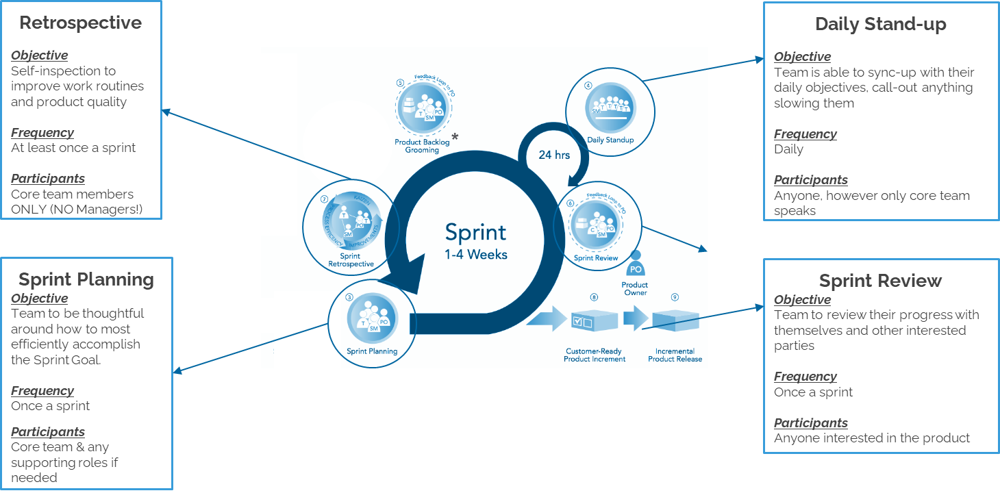 Retrospective
Objective
Self-inspection to
improve work routines
and product quality
Frequency
At least once a sprint
Participants
Core team members
ONLY (NO Managers!)
Sprint Planning
Objective
Team to be thoughtful
around how to most
efficiently accomplish
the Sprint Goal.
Frequency
Once a sprint
Participants
Core team & any
supporting roles if
needed
5
Feedback Loop to PO
T
PO
SM
Product Backlog
Grooming
*
4
SM T T T T T
Daily Standup
24 hrs
7
KAIZEN
PROCESS EFFICENCY
IMPROVEMENTS
T
T
PO
SM
Sprint
Retrospective
Sprint
1-4 Weeks
6
Feedback Loop to PO
T
C
PO
SM
Sprint Review
PO
Product
Owner
3
T
PO
SM
Sprint Planning
8
Customer-Ready
Product Increment
9
Incremental
Product Release
Daily Stand-up
Objective
Team is able to sync-up with their
daily objectives, call-out anything
slowing them
Frequency
Daily
Participants
Anyone, however only core team
speaks
Sprint Review
Objective
Team to review their progress with
themselves and other interested
parties
Frequency
Once a sprint
Participants
Anyone interested in the product